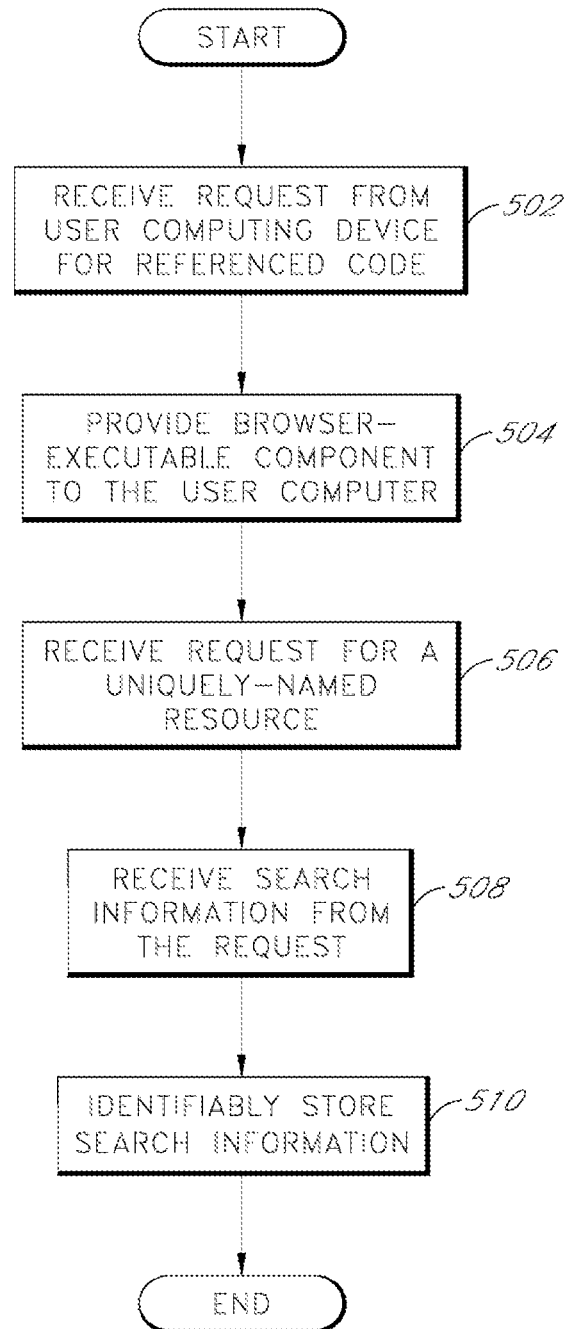 START
RECEIVE REQUEST FROM
USER COMPUTING DEVICE
FOR REFERENCED CODE
502
PROVIDE BROWSER-
EXECUTABLE COMPONENT
TO THE USER COMPUTER
504
RECEIVE REQUEST FOR A
UNIQUELY-NAMED
RESOURCE
506
RECEIVE SEARCH
INFORMATION FROM
THE REQUEST
508
IDENTIFIABLY STORE
SEARCH INFORMATION
510
END